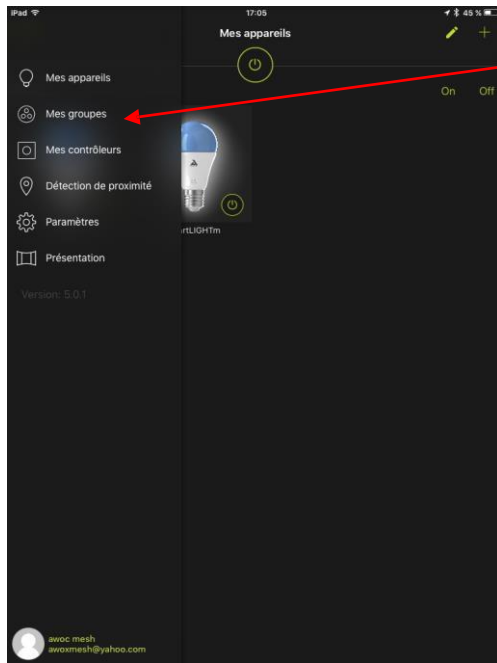 iPad 17:05 45 %
Mes appareils
On Off
Mes appareils
Mes groupes
Mes contrôleurs
Détection de proximité
Paramètres
Présentation
Version: 5.0.1
rtLIGHTm
awoc mesh
awoxmesh@yahoo.com